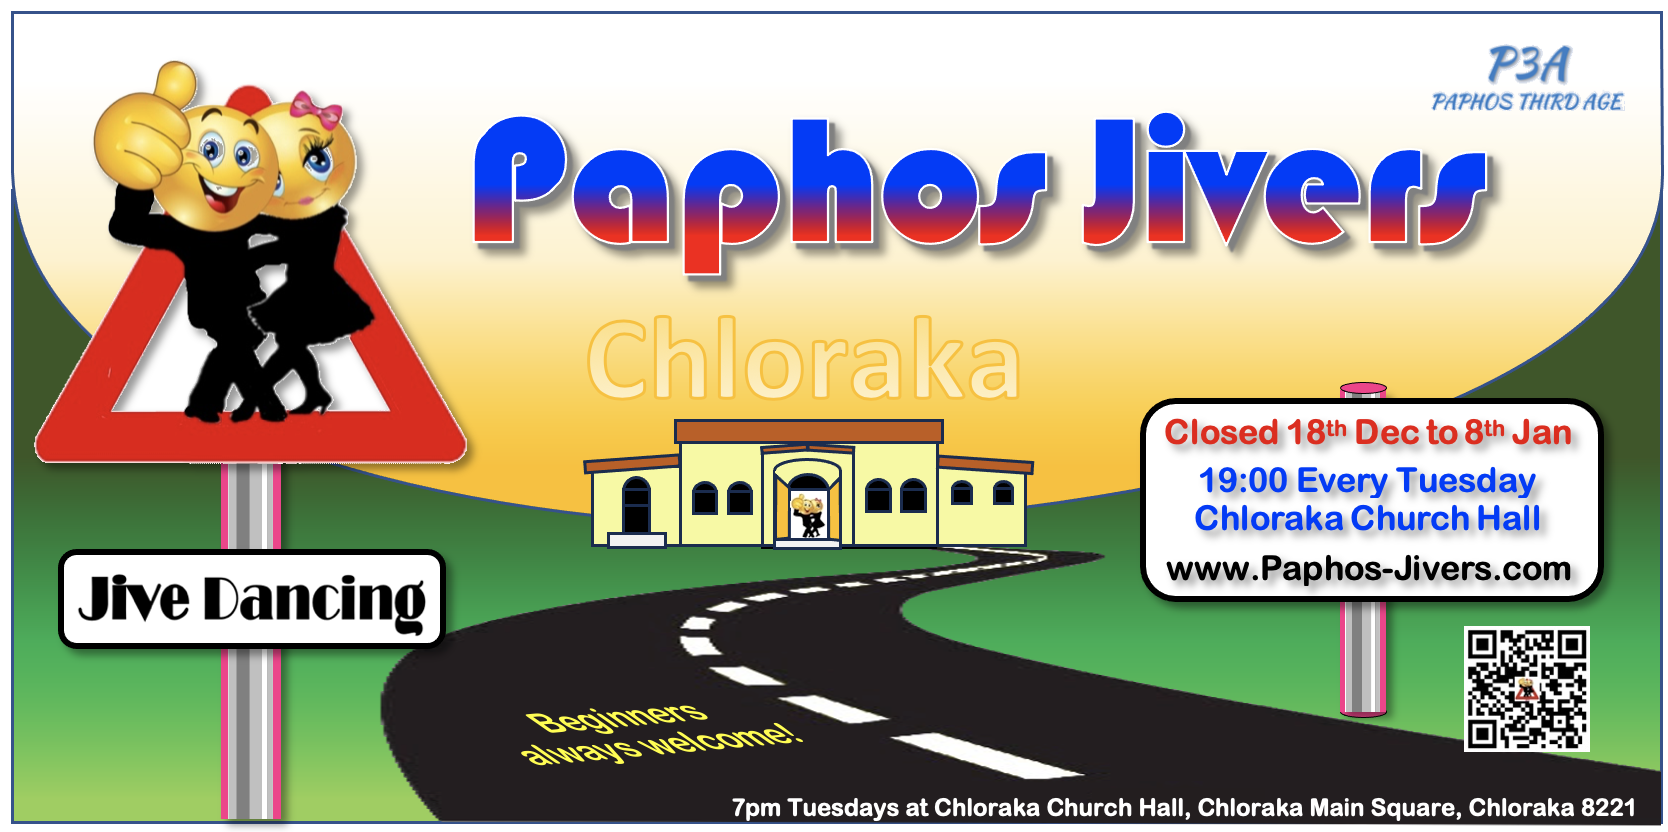 P3A
PAPHOS THIRD AGE
Paphos Jivers
Chloraka
Closed 18th Dec to 8th Jan
19:00 Every Tuesday
Chloraka Church Hall
www.Paphos-Jivers.com
Jive Dancing
Beginners
always welcome!
7pm Tuesdays at Chloraka Church Hall, Chloraka Main Square, Chloraka 8221